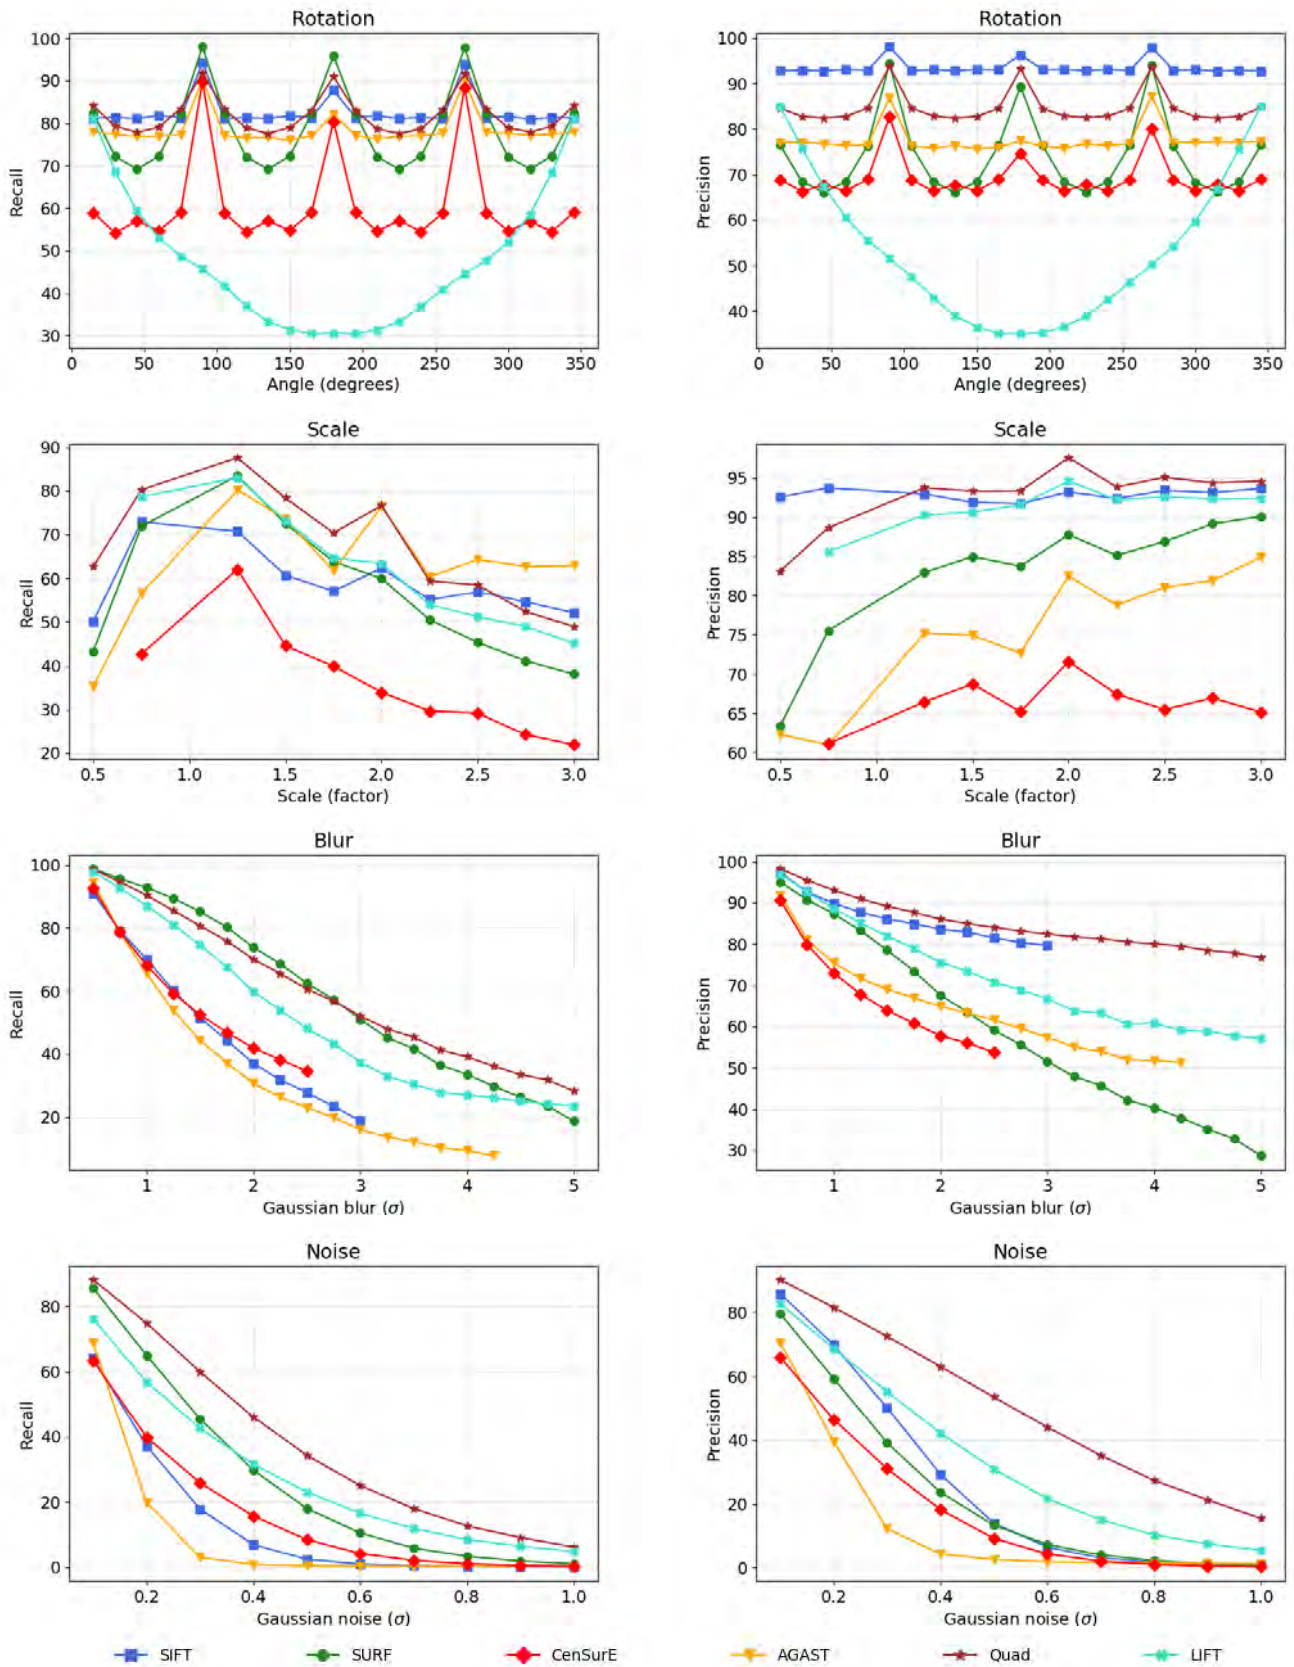 Rotation
Recall
100
90
80
70
60
50
40
30
0 50 100 150 200 250 300 350
Angle (degrees)
Rotation
Precision
100
90
80
70
60
50
40
0 50 100 150 200 250 300 350
Angle (degrees)
Scale
Recall
90
80
70
60
50
40
30
20
0.5 1.0 1.5 2.0 2.5 3.0
Scale (factor)
Scale
Precision
95
90
85
80
75
70
65
60
0.5 1.0 1.5 2.0 2.5 3.0
Scale (factor)
Blur
Recall
100
80
60
40
20
1 2 3 4 5
Gaussian blur (σ)
Blur
Precision
100
90
80
70
60
50
40
30
1 2 3 4 5
Gaussian blur (σ)
Noise
Recall
80
60
40
20
0
0.2 0.4 0.6 0.8 1.0
Gaussian noise (σ)
Noise
Precision
80
60
40
20
0
0.2 0.4 0.6 0.8 1.0
Gaussian noise (σ)
SIFT SURF CenSurE AGAST Quad LIFT